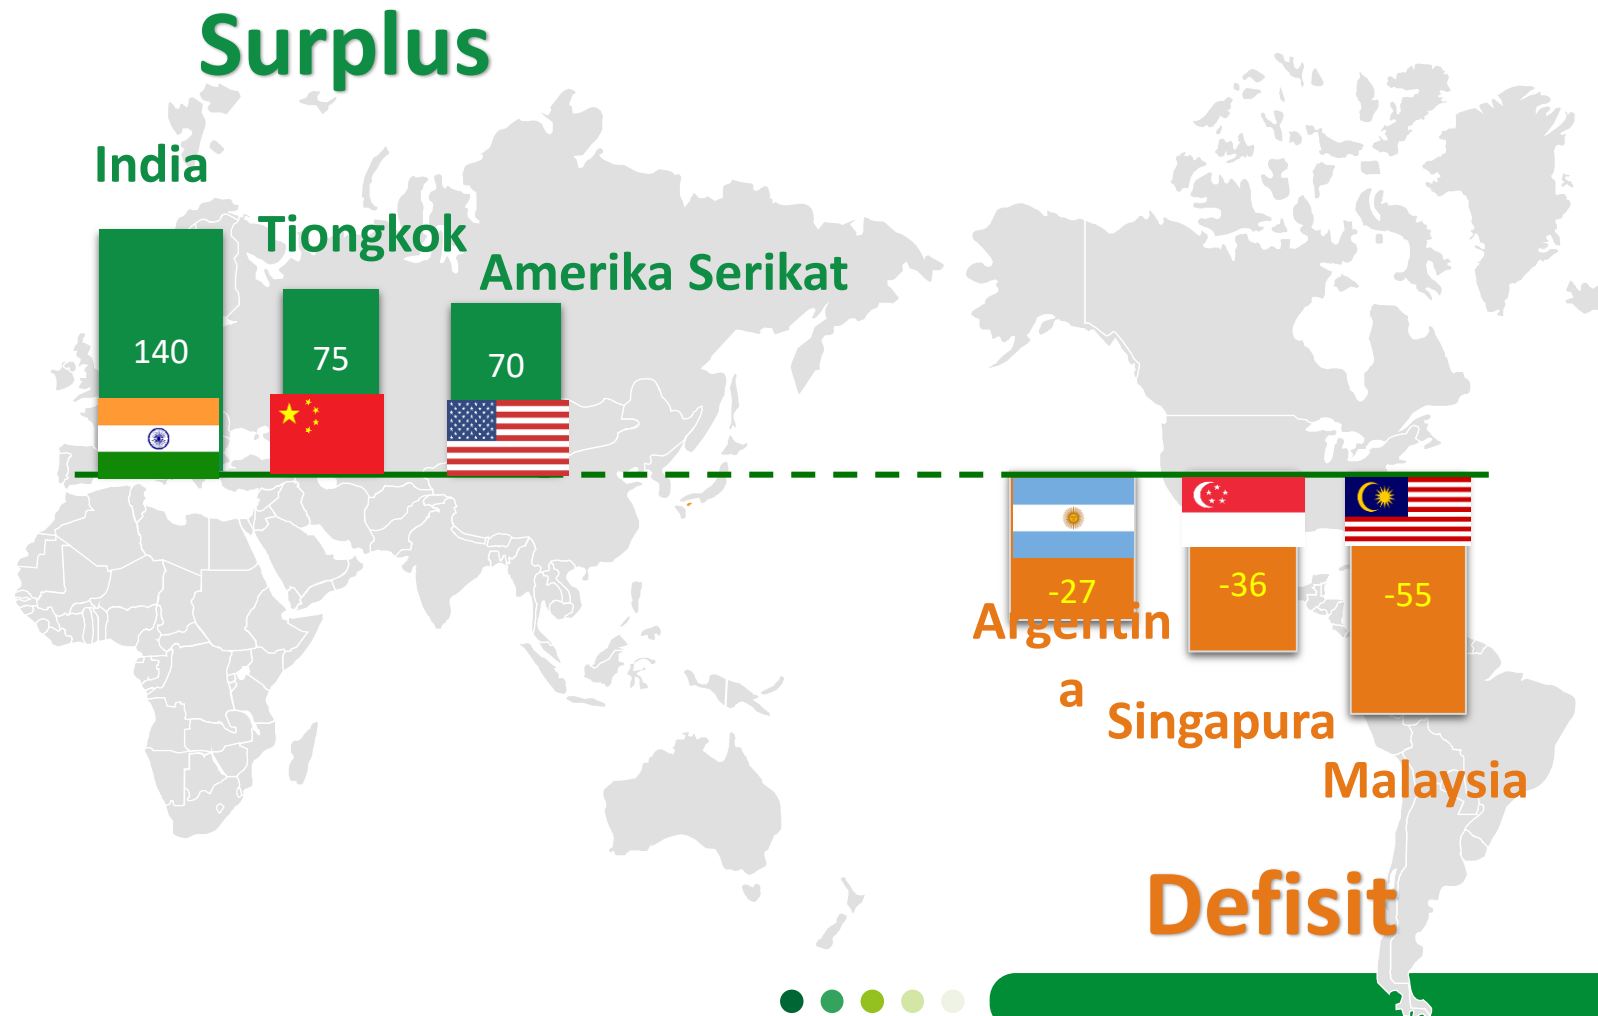 Surplus
India
Tiongkok
Amerika Serikat
140
75
70
-27
-36
-55
Argentin
a
Singapura
Malaysia
Defisit